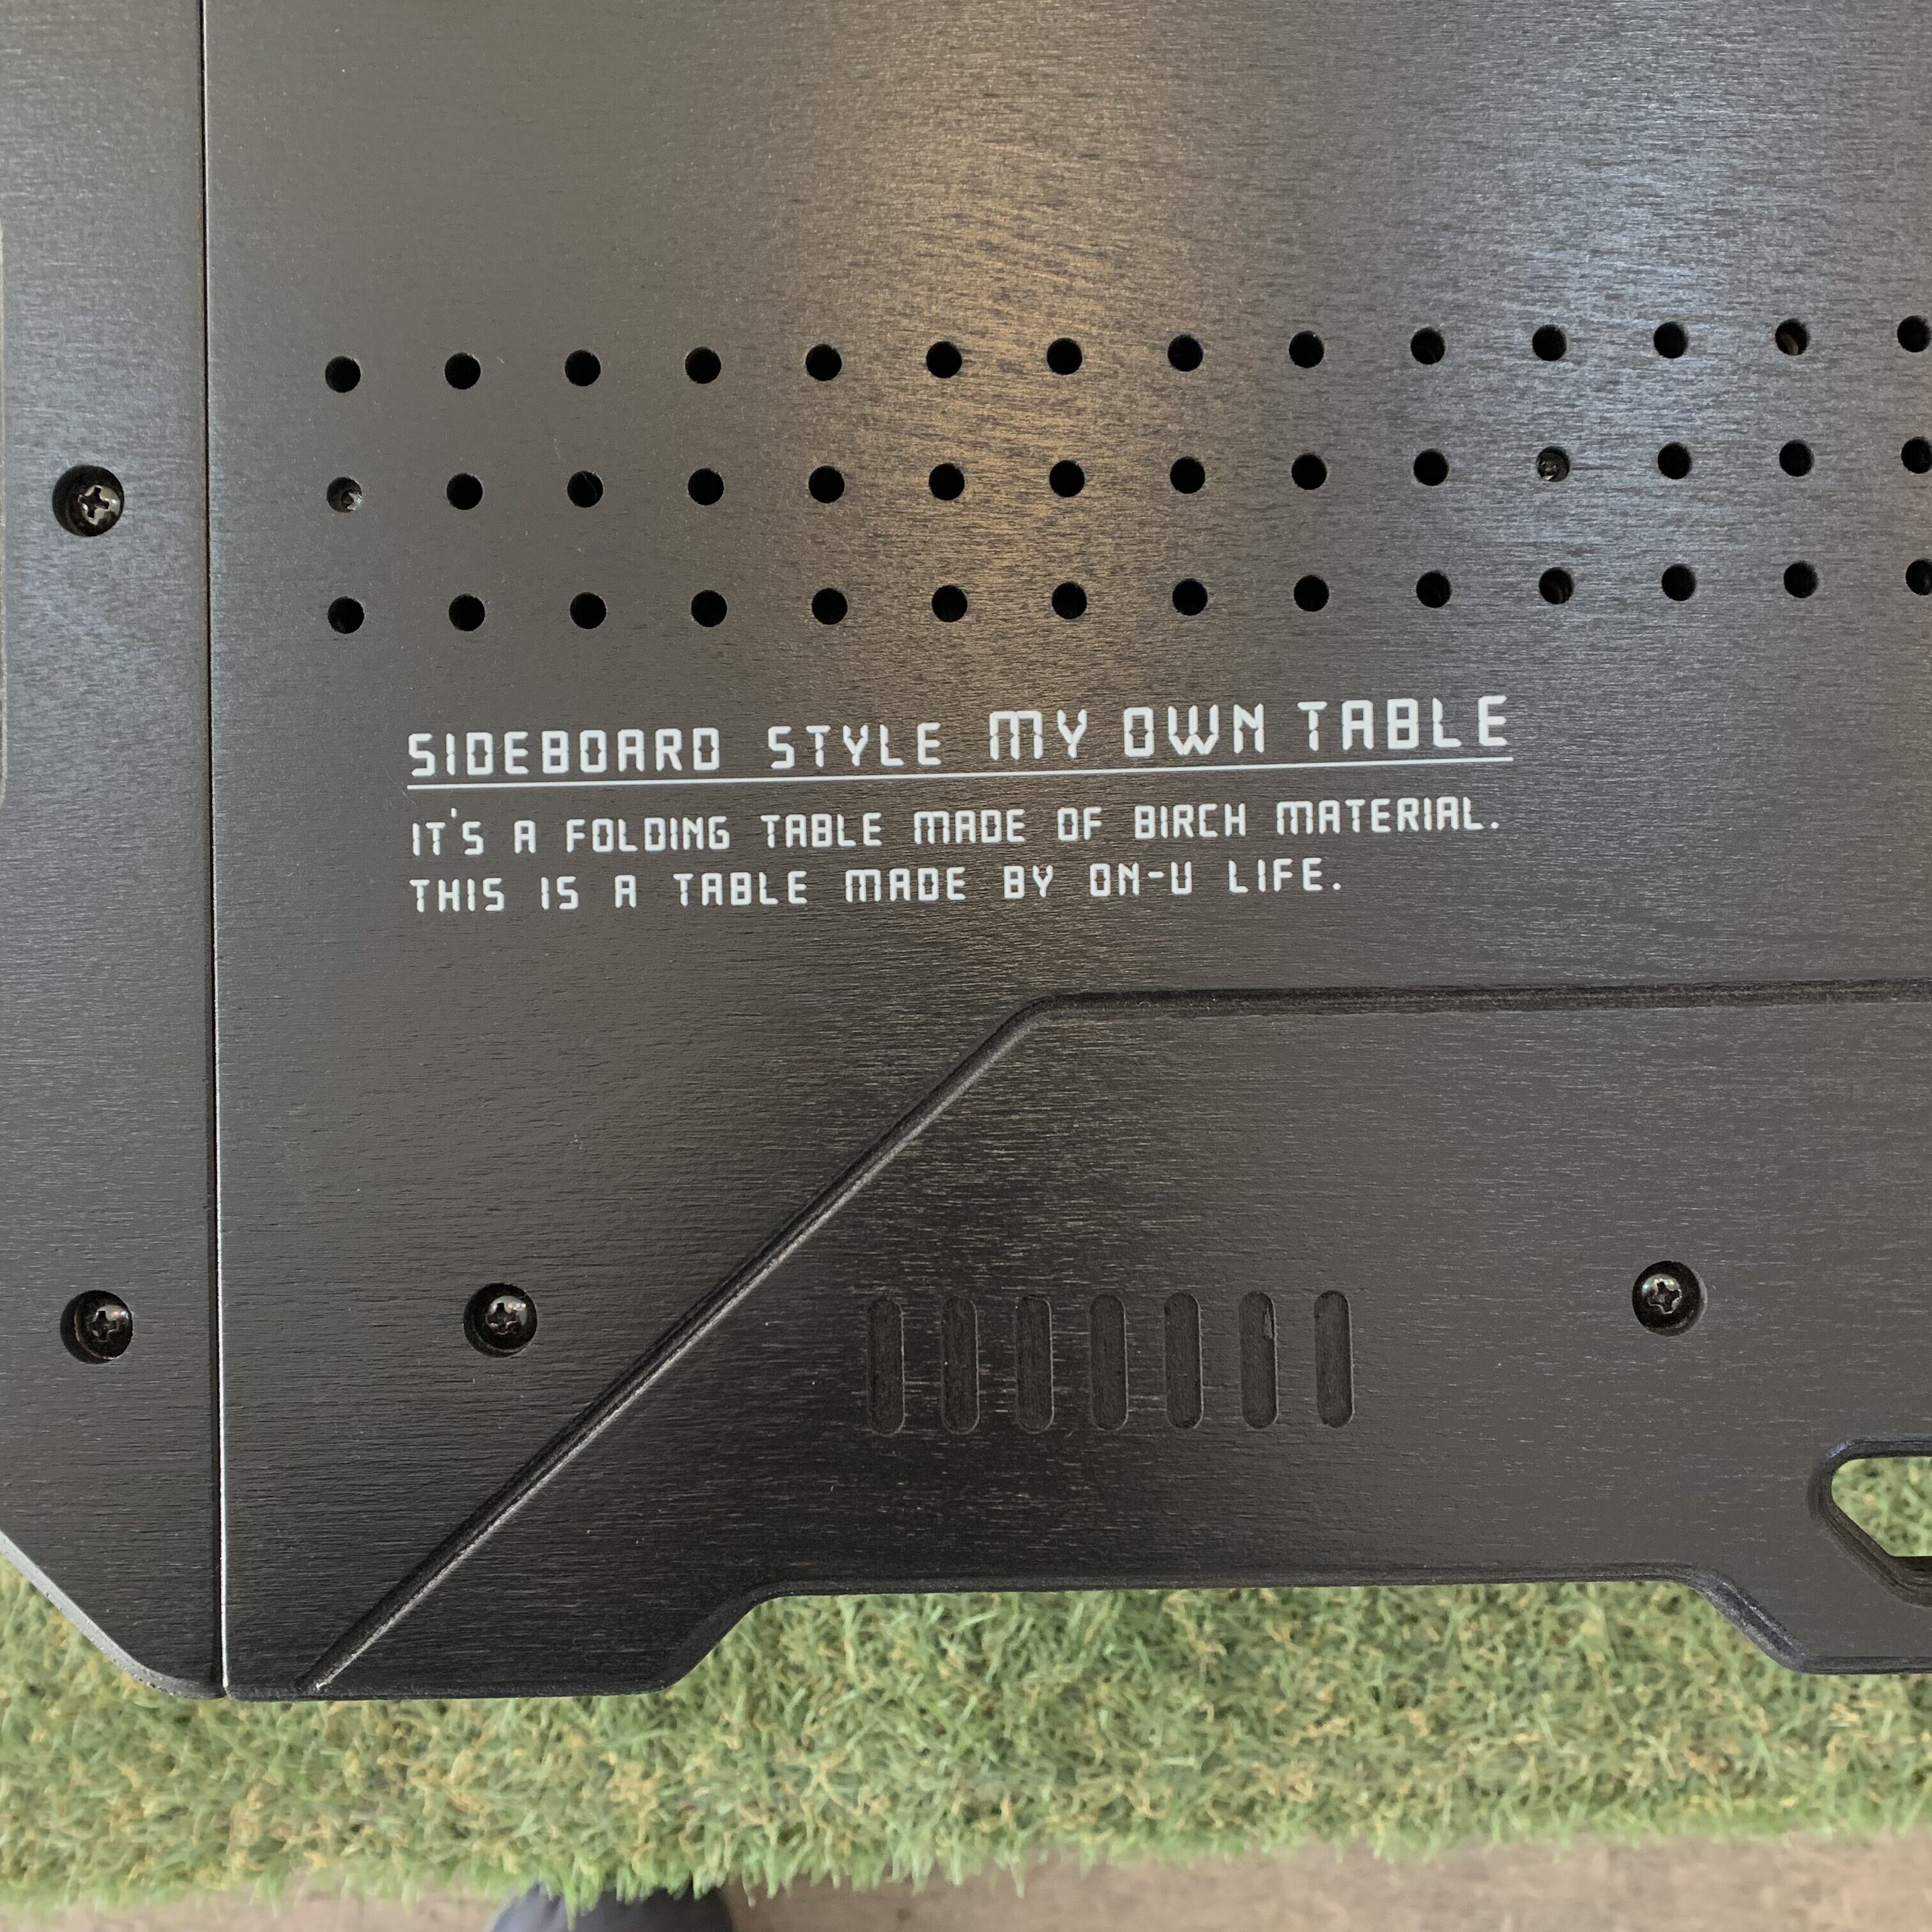 SIDEBOARD STYLE MY OWN TABLE
IT'S A FOLDING TABLE MADE OF BIRCH MATERIAL.
THIS IS A TABLE MADE BY ON-U LIFE.